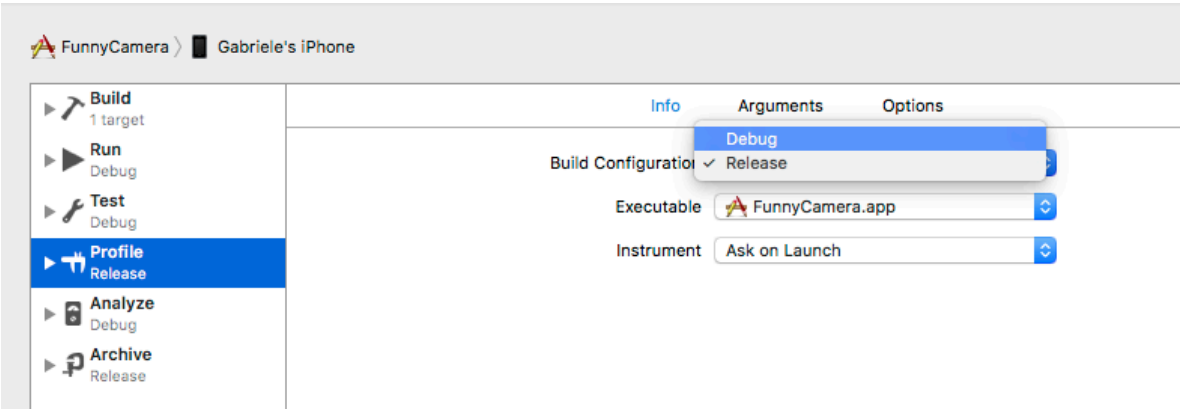 FunnyCamera Gabriele's iPhone
Build
1 target
Run
Debug
Test
Debug
Profile
Release
Analyze
Debug
Archive
Release
Info Arguments Options
Debug
Build Configuration Release
Executable FunnyCamera.app
Instrument Ask on Launch